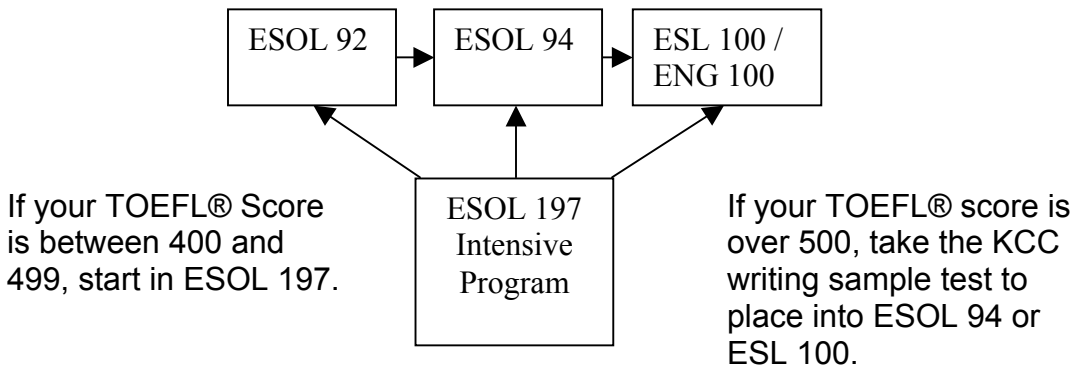 ESOL 92
ESOL 94
ESL 100 /
ENG 100
If your TOEFL® Score
is between 400 and
499, start in ESOL 197.
ESOL 197
Intensive
Program
If your TOEFL® score is
over 500, take the KCC
writing sample test to
place into ESOL 94 or
ESL 100.